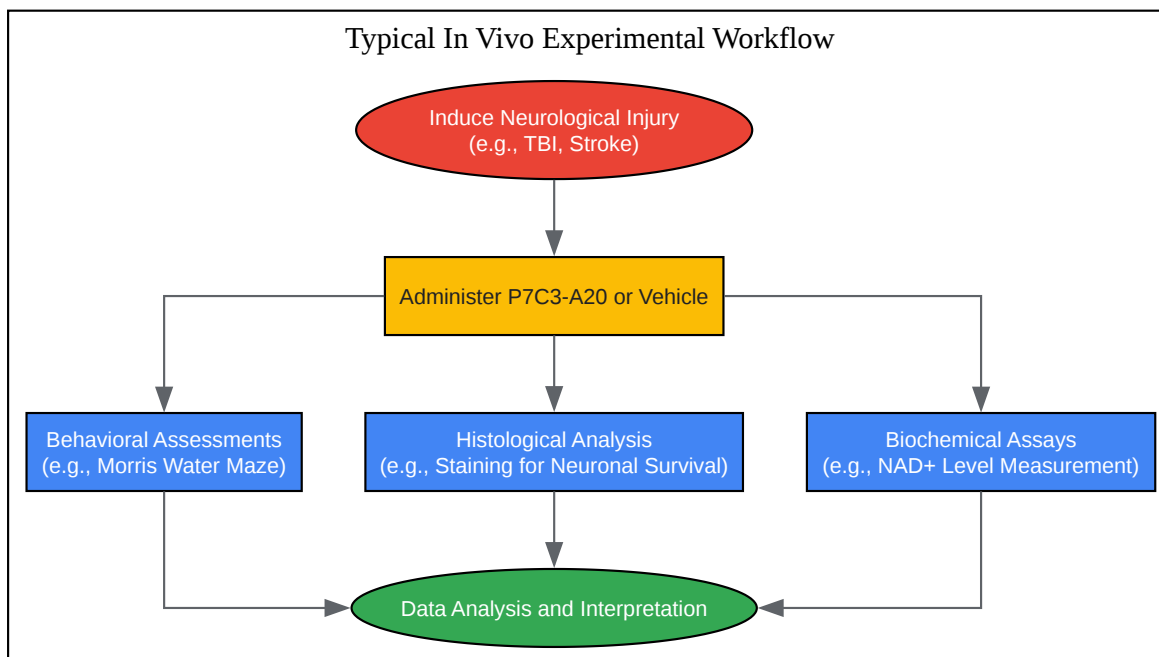 Typical In Vivo Experimental Workflow
Induce Neurological Injury
(e.g., TBI, Stroke)
Administer P7C3-A20 or Vehicle
Behavioral Assessments
(e.g., Morris Water Maze)
Histological Analysis
(e.g., Staining for Neuronal Survival)
Biochemical Assays
(e.g., NAD+ Level Measurement)
Data Analysis and Interpretation